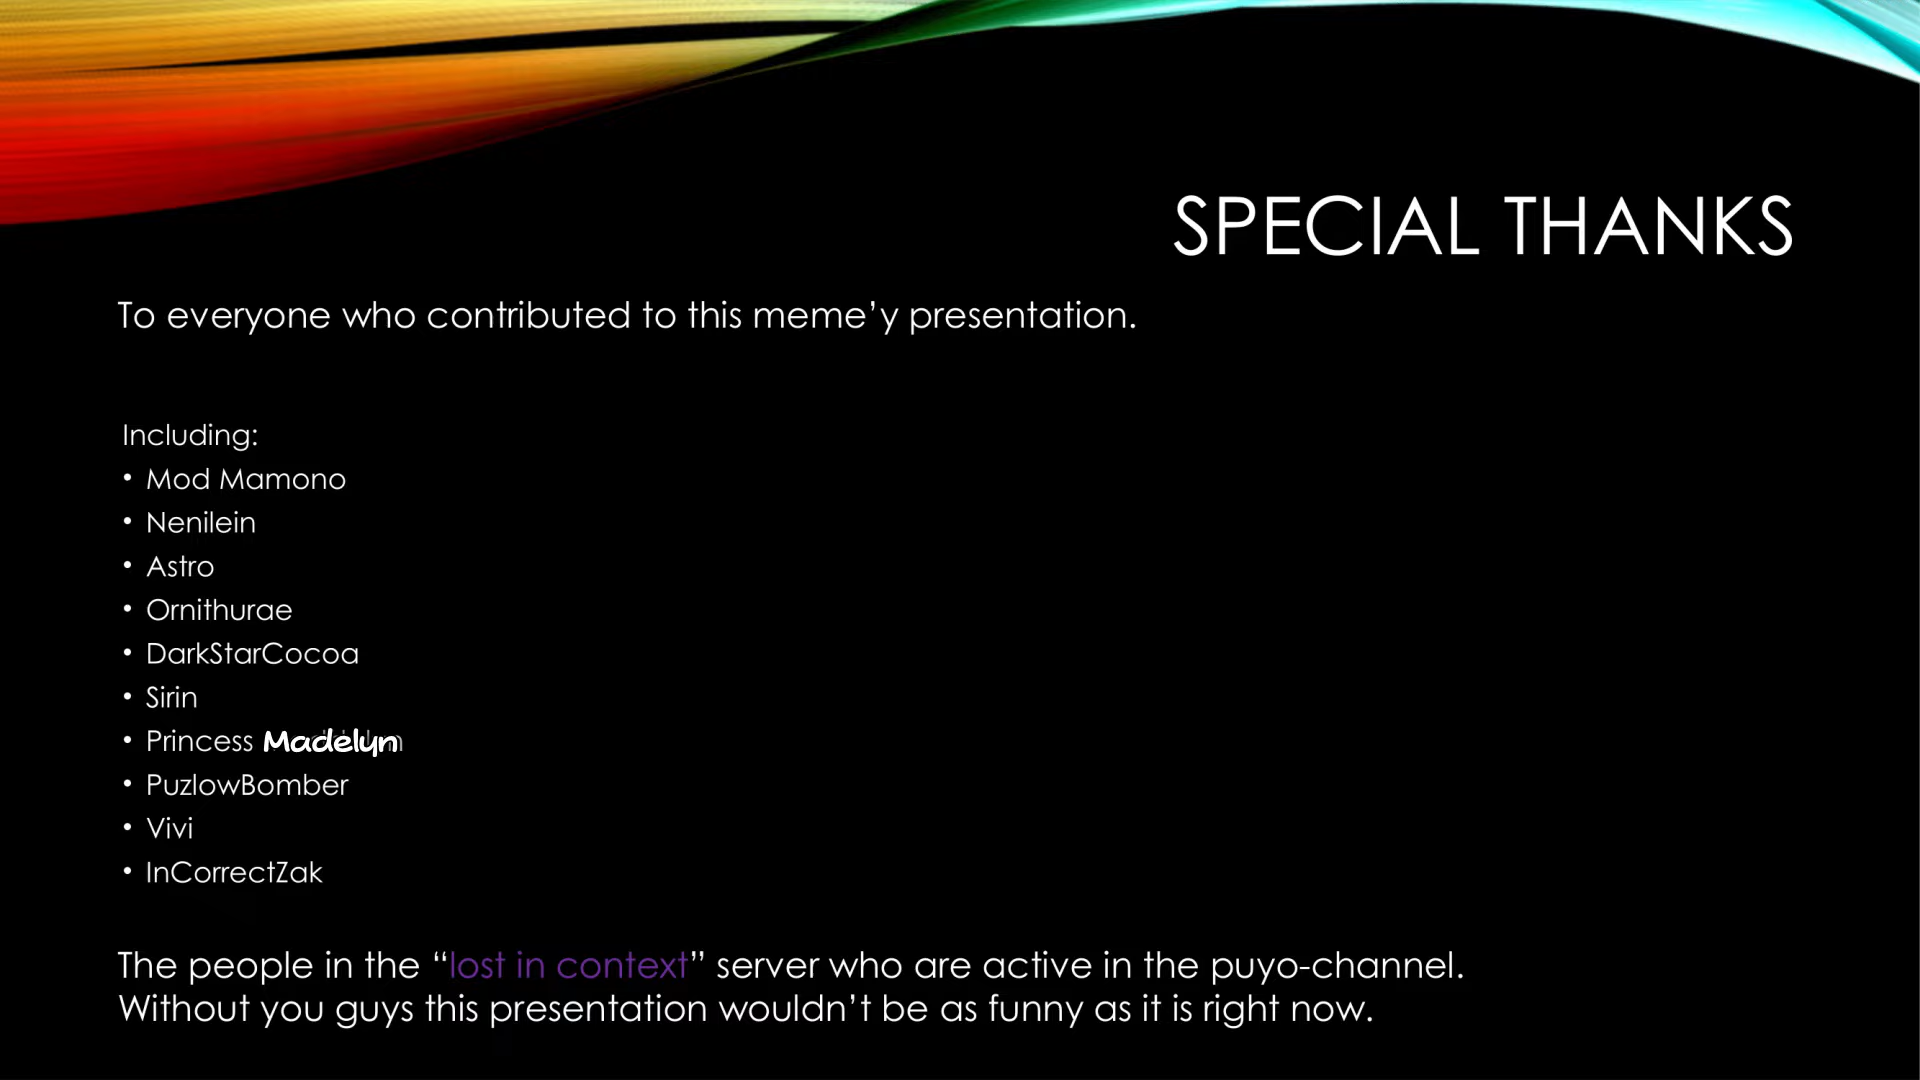 SPECIAL THANKS
To everyone who contributed to this meme’y presentation.
Including:
• Mod Mamono
• Nenilein
• Astro
• Ornithurae
• DarkStarCocoa
• Sirin
• Princess Madelyn
• PuzlowBomber
• Vivi
• InCorrectZak
The people in the “lost in context” server who are active in the puyo-channel.
Without you guys this presentation wouldn’t be as funny as it is right now.